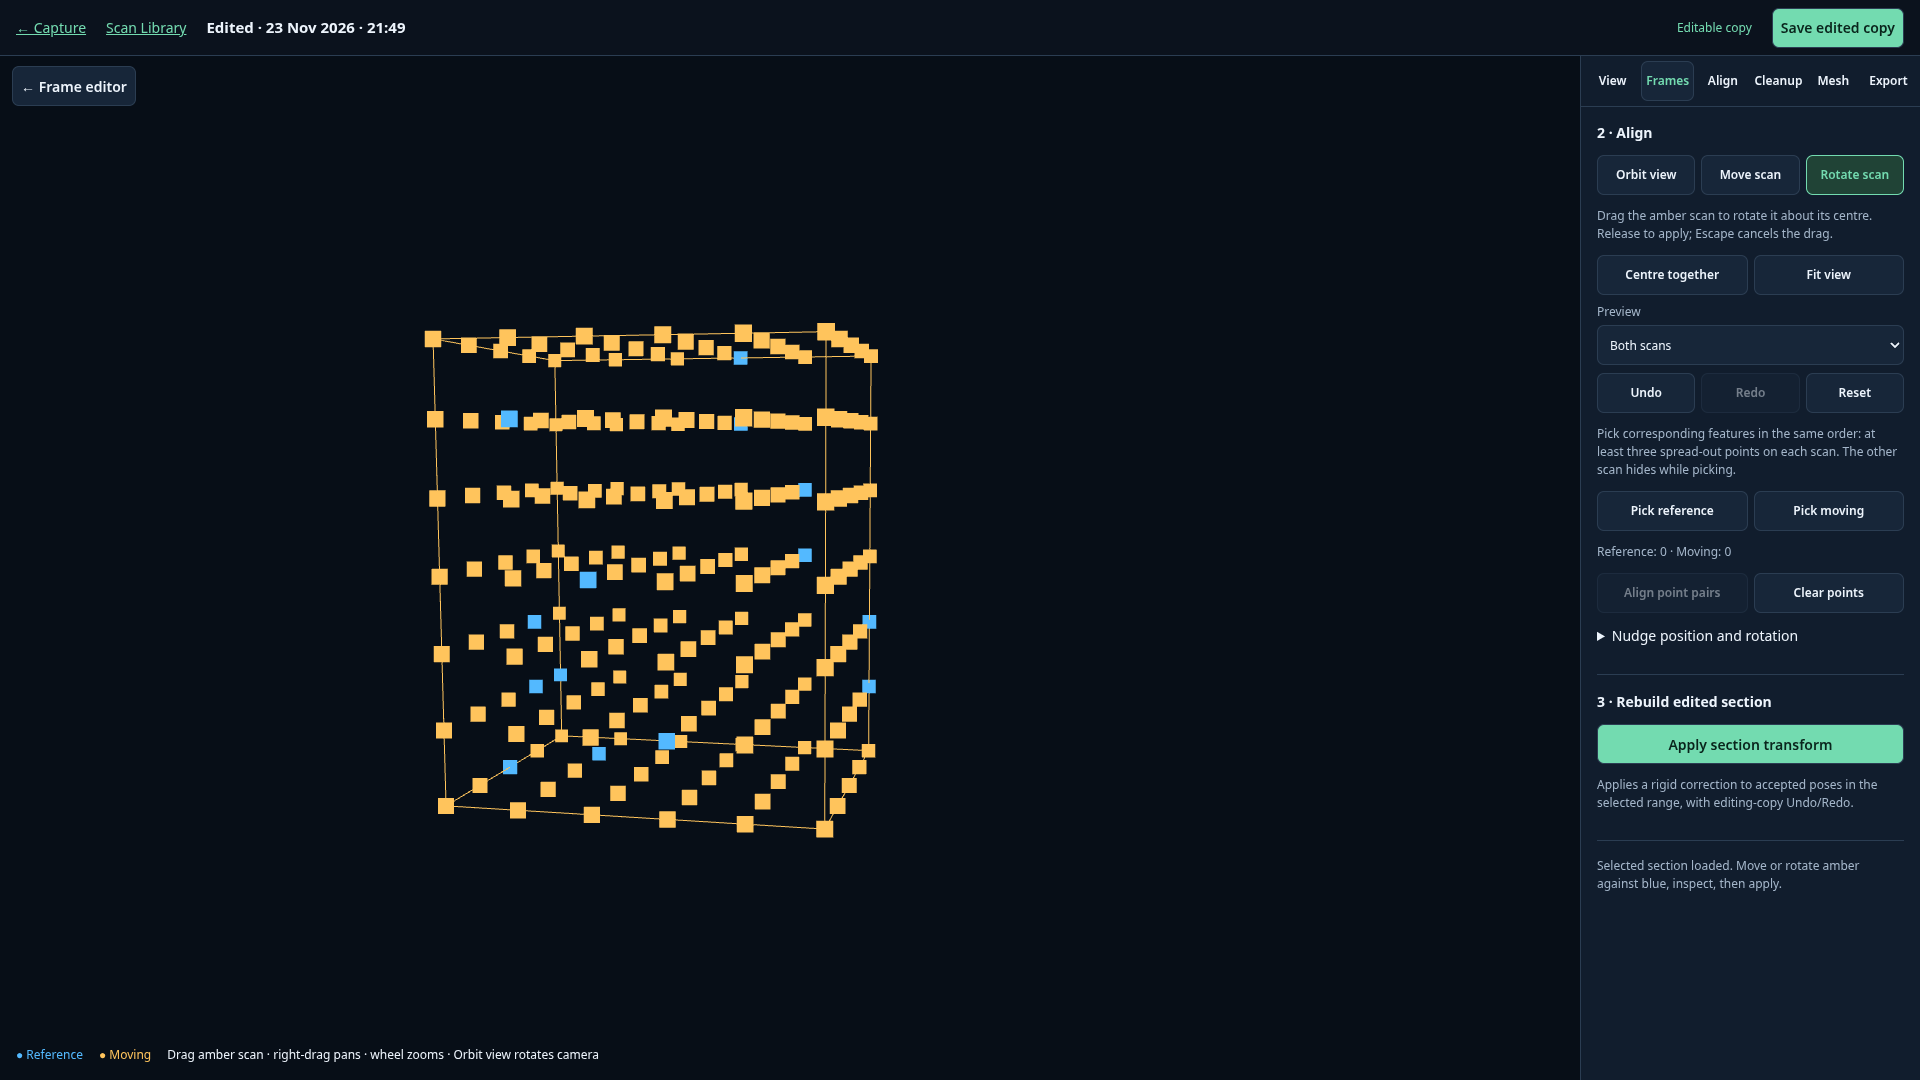 ← Capture
Scan Library
Edited · 23 Nov 2026 · 21:49
Editable copy
Save edited copy
← Frame editor
View
Frames
Align
Cleanup
Mesh
Export
2 · Align
Orbit view
Move scan
Rotate scan
Drag the amber scan to rotate it about its centre.
Release to apply; Escape cancels the drag.
Centre together
Fit view
Preview
Both scans
Undo
Redo
Reset
Pick corresponding features in the same order: at
least three spread-out points on each scan. The other
scan hides while picking.
Pick reference
Pick moving
Reference: 0 · Moving: 0
Align point pairs
Clear points
▶ Nudge position and rotation
3 · Rebuild edited section
Apply section transform
Applies a rigid correction to accepted poses in the
selected range, with editing-copy Undo/Redo.
Selected section loaded. Move or rotate amber
against blue, inspect, then apply.
● Reference
● Moving
Drag amber scan · right-drag pans · wheel zooms · Orbit view rotates camera